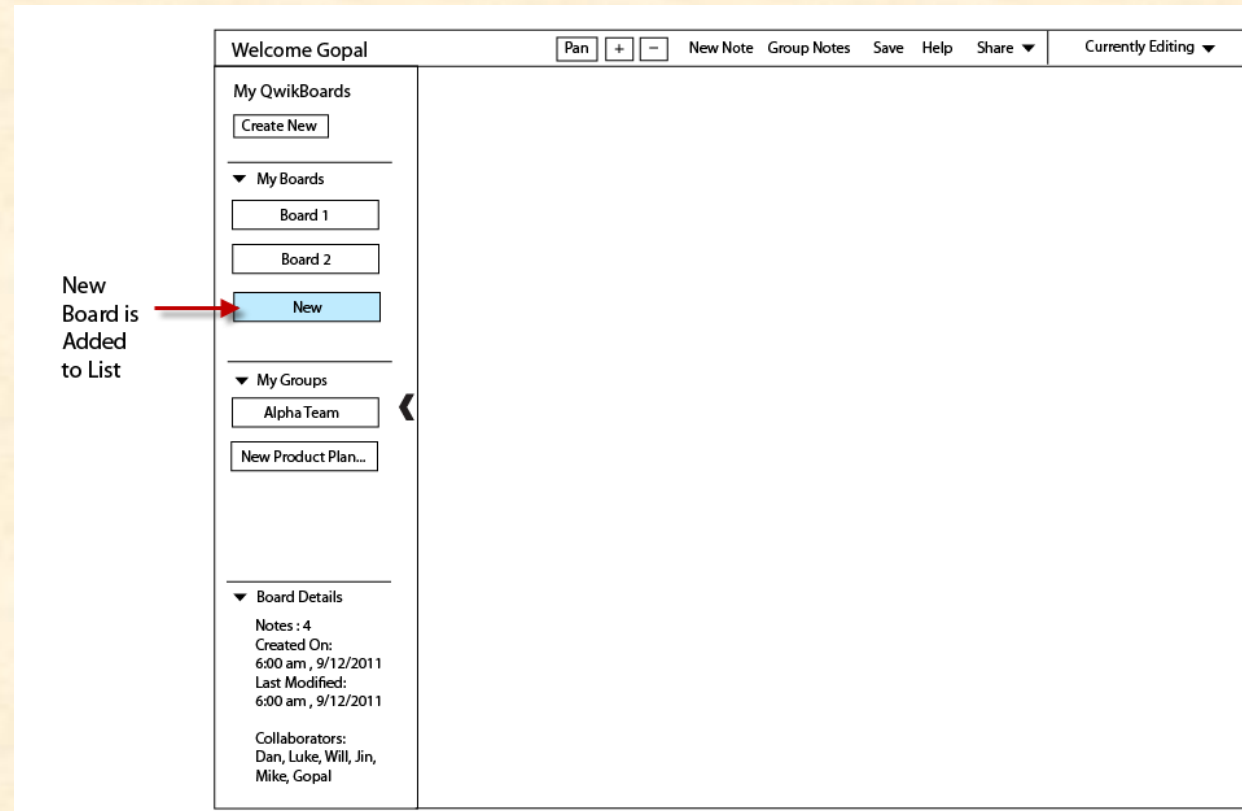 Welcome Gopal
Pan + − New Note Group Notes Save Help Share Currently Editing
My QwikBoards
Create New
My Boards
Board 1
Board 2
New
New
Board is
Added
to List
My Groups
Alpha Team
New Product Plan...
Board Details
Notes : 4
Created On:
6:00 am , 9/12/2011
Last Modified:
6:00 am , 9/12/2011
Collaborators:
Dan, Luke, Will, Jin,
Mike, Gopal